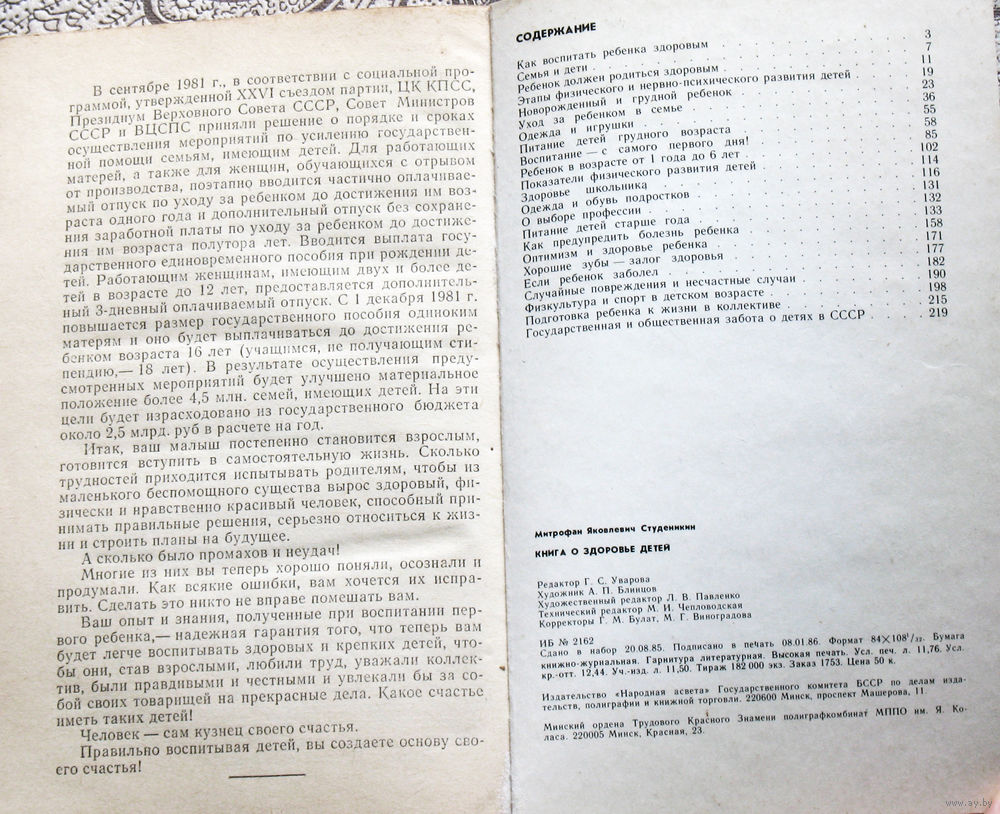 В сентябре 1981 г., в соответствии с социальной про-
граммой, утвержденной XXVI съездом партии, ЦК КПСС,
Президиум Верховного Совета СССР, Совет Министров
СССР и ВЦСПС приняли решение о порядке и сроках
осуществления мероприятий по усилению государствен-
ной помощи семьям, имеющим детей. Для работающих
матерей, а также для женщин, обучающихся с отрывом
от производства, поэтапно вводится частично оплачивае-
мый отпуск по уходу за ребенком до достижения им воз-
раста одного года и дополнительный отпуск без сохране-
ния заработной платы по уходу за ребенком до достиже-
ния им возраста полутора лет. Вводится выплата госу-
дарственного единовременного пособия при рождении де-
тей. Работающим женщинам, имеющим двух и более де-
тей в возрасте до 12 лет, предоставляется дополнитель-
ный 3-дневный оплачиваемый отпуск. С 1 декабря 1981 г.
повышается размер государственного пособия одиноким
матерям и оно будет выплачиваться до достижения ре-
бенком возраста 16 лет (учащимся, не получающим сти-
пендию,— 18 лет). В результате осуществления преду-
смотренных мероприятий будет улучшено материальное
положение более 4,5 млн. семей, имеющих детей. На эти
цели будет израсходовано из государственного бюджета
около 2,5 млрд. руб в расчете на год.
Итак, ваш малыш постепенно становится взрослым,
готовится вступить в самостоятельную жизнь. Сколько
трудностей приходится испытывать родителям, чтобы из
маленького беспомощного существа вырос здоровый, фи-
зически и нравственно красивый человек, способный при-
нимать правильные решения, серьезно относиться к жиз-
ни и строить планы на будущее.
А сколько было промахов и неудач!
Многие из них вы теперь хорошо поняли, осознали и
продумали. Как всякие ошибки, вам хочется их испра-
вить. Сделать это никто не вправе помешать вам.
Ваш опыт и знания, полученные при воспитании пер-
вого ребенка,— надежная гарантия того, что теперь вам
будет легче воспитывать здоровых и крепких детей, что-
бы они, став взрослыми, любили труд, уважали коллек-
тив, были правдивыми и честными и увлекали бы за со-
бой своих товарищей на прекрасные дела. Какое счастье
иметь таких детей!
Человек — сам кузнец своего счастья.
Правильно воспитывая детей, вы создаете основу сво-
его счастья!
СОДЕРЖАНИЕ
Как воспитать ребенка здоровым . . . . . . 3
Семья и дети . . . . . . 7
Ребенок должен родиться здоровым . . . . . . 11
Этапы физического и нервно-психического развития детей . 19
Новорожденный и грудной ребенок . . . . . . 23
Уход за ребенком в семье . . . . . . 36
Одежда и игрушки . . . . . . 55
Питание детей грудного возраста . . . . . . 58
Воспитание — с самого первого дня! . . . . . . 85
Ребенок в возрасте от 1 года до 6 лет . . . . . . 102
Показатели физического развития детей . . . . . . 114
Здоровье школьника . . . . . . 116
Одежда и обувь подростков . . . . . . 131
О выборе профессии . . . . . . 132
Питание детей старше года . . . . . . 133
Как предупредить болезнь ребенка . . . . . . 158
Оптимизм и здоровье ребенка . . . . . . 171
Хорошие зубы — залог здоровья . . . . . . 177
Если ребенок заболел . . . . . . 182
Случайные повреждения и несчастные случаи . . . . . . 190
Физкультура и спорт в детском возрасте . . . . . . 198
Подготовка ребенка к жизни в коллективе . . . . . . 215
Государственная и общественная забота о детях в СССР . . . . 219
Митрофан Яковлевич Студеникин
КНИГА О ЗДОРОВЬЕ ДЕТЕЙ
Редактор Г. С. Уварова
Художник А. П. Блинцов
Художественный редактор Л. В. Павленко
Технический редактор М. И. Чепловодская
Корректоры Г. М. Булат, М. Г. Виноградова
ИБ № 2162
Сдано в набор 20.08.85. Подписано в печать 08.01.86. Формат 84×108¹/₃₂. Бумага
книжно-журнальная. Гарнитура литературная. Высокая печать. Усл. печ. л. 11,76. Усл.
кр.-отт. 12,44. Уч.-изд. л. 11,50. Тираж 182 000 экз. Заказ 1753. Цена 50 к.
Издательство «Народная асвета» Государственного комитета БССР по делам изда-
тельств, полиграфии и книжной торговли. 220600 Минск, проспект Машерова, 11.
Минский ордена Трудового Красного Знамени полиграфкомбинат МППО им. Я. Ко-
ласа. 220005 Минск, Красная, 23.
www.ay.by